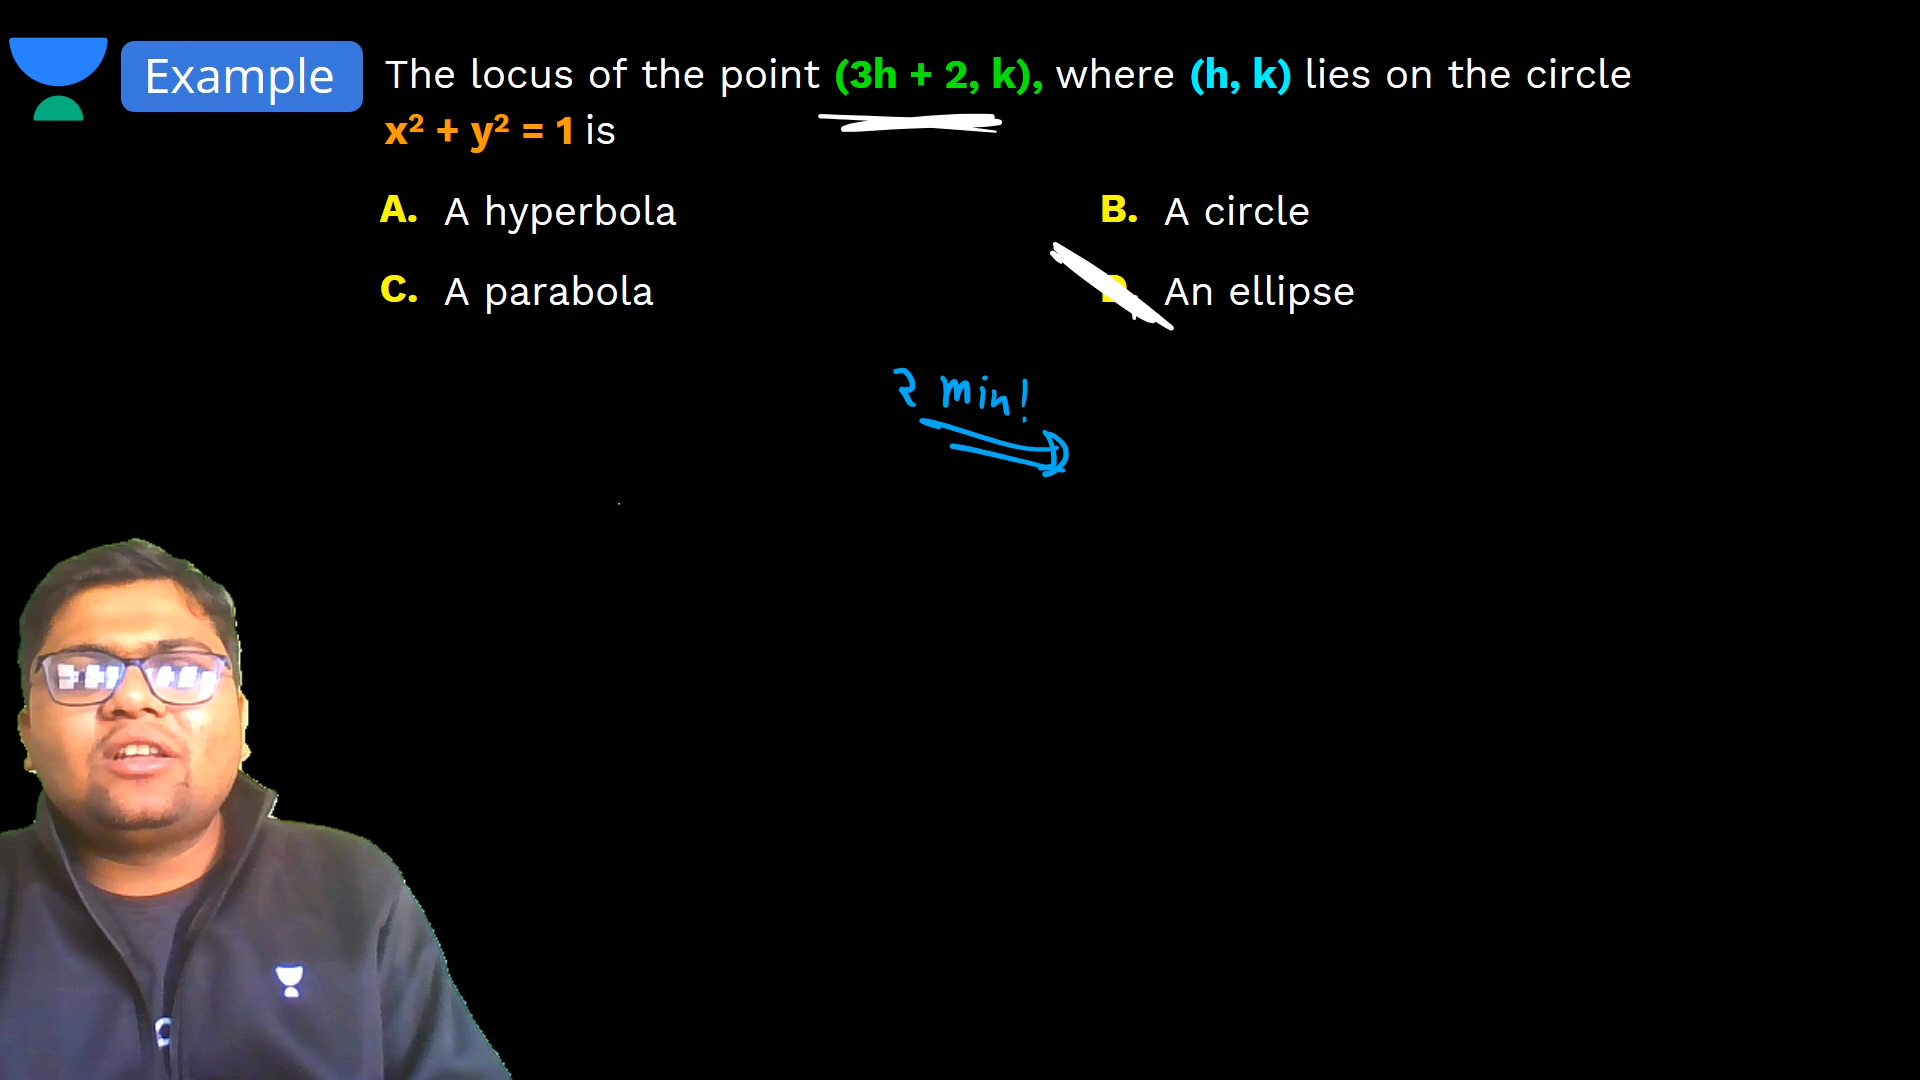 Example
The locus of the point (3h + 2, k), where (h, k) lies on the circle
x² + y² = 1 is
A. A hyperbola
B. A circle
C. A parabola
D. An ellipse
2 min!